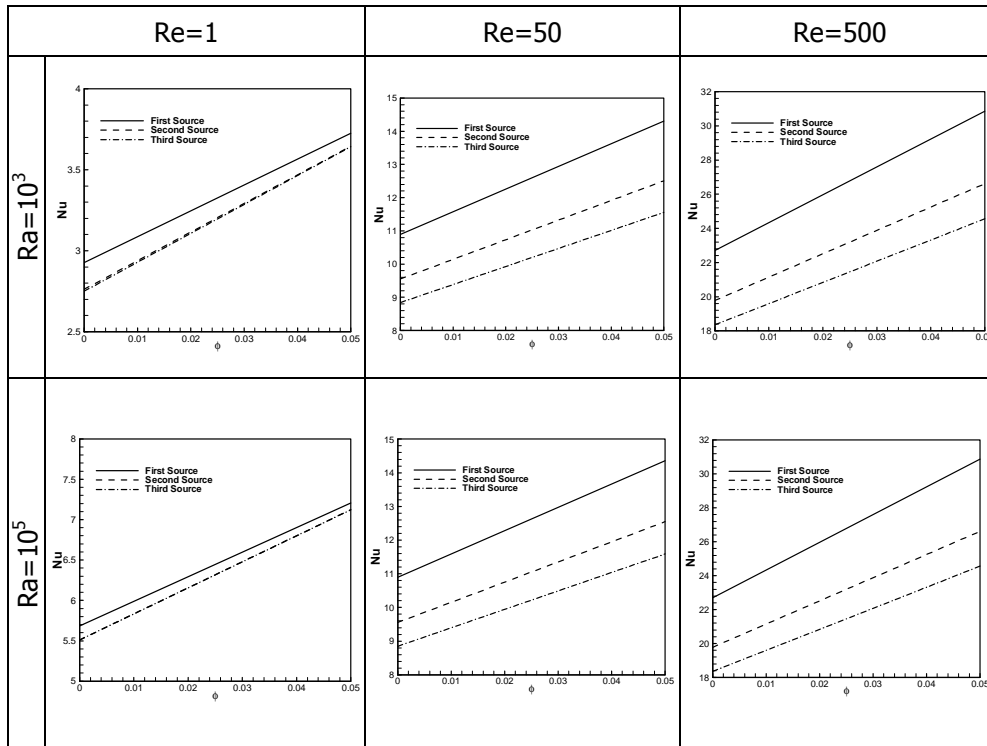 Re=1
Re=50
Re=500
Ra=10³
4
3.5
3
2.5
Nu
First Source
Second Source
Third Source
0 0.01 0.02 0.03 0.04 0.05
ϕ
15
14
13
12
11
10
9
8
Nu
First Source
Second Source
Third Source
0 0.01 0.02 0.03 0.04 0.05
ϕ
32
30
28
26
24
22
20
18
Nu
First Source
Second Source
Third Source
0 0.01 0.02 0.03 0.04 0.0
ϕ
Ra=10⁵
8
7.5
7
6.5
6
5.5
5
Nu
First Source
Second Source
Third Source
0 0.01 0.02 0.03 0.04 0.05
ϕ
15
14
13
12
11
10
9
8
Nu
First Source
Second Source
Third Source
0 0.01 0.02 0.03 0.04 0.05
ϕ
32
30
28
26
24
22
20
18
Nu
First Source
Second Source
Third Source
0 0.01 0.02 0.03 0.04 0.05
ϕ